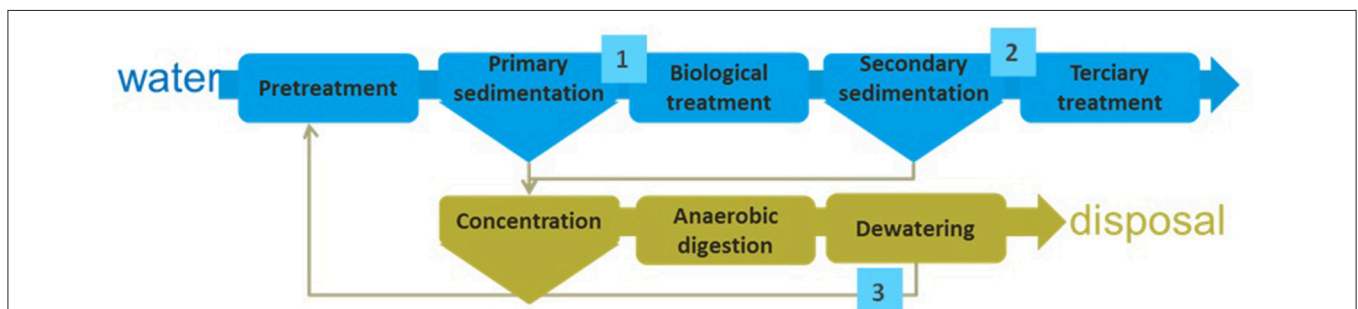 water
Pretreatment
Primary
sedimentation
1
Biological
treatment
Secondary
sedimentation
2
Terciary
treatment
Concentration
Anaerobic
digestion
Dewatering
disposal
3